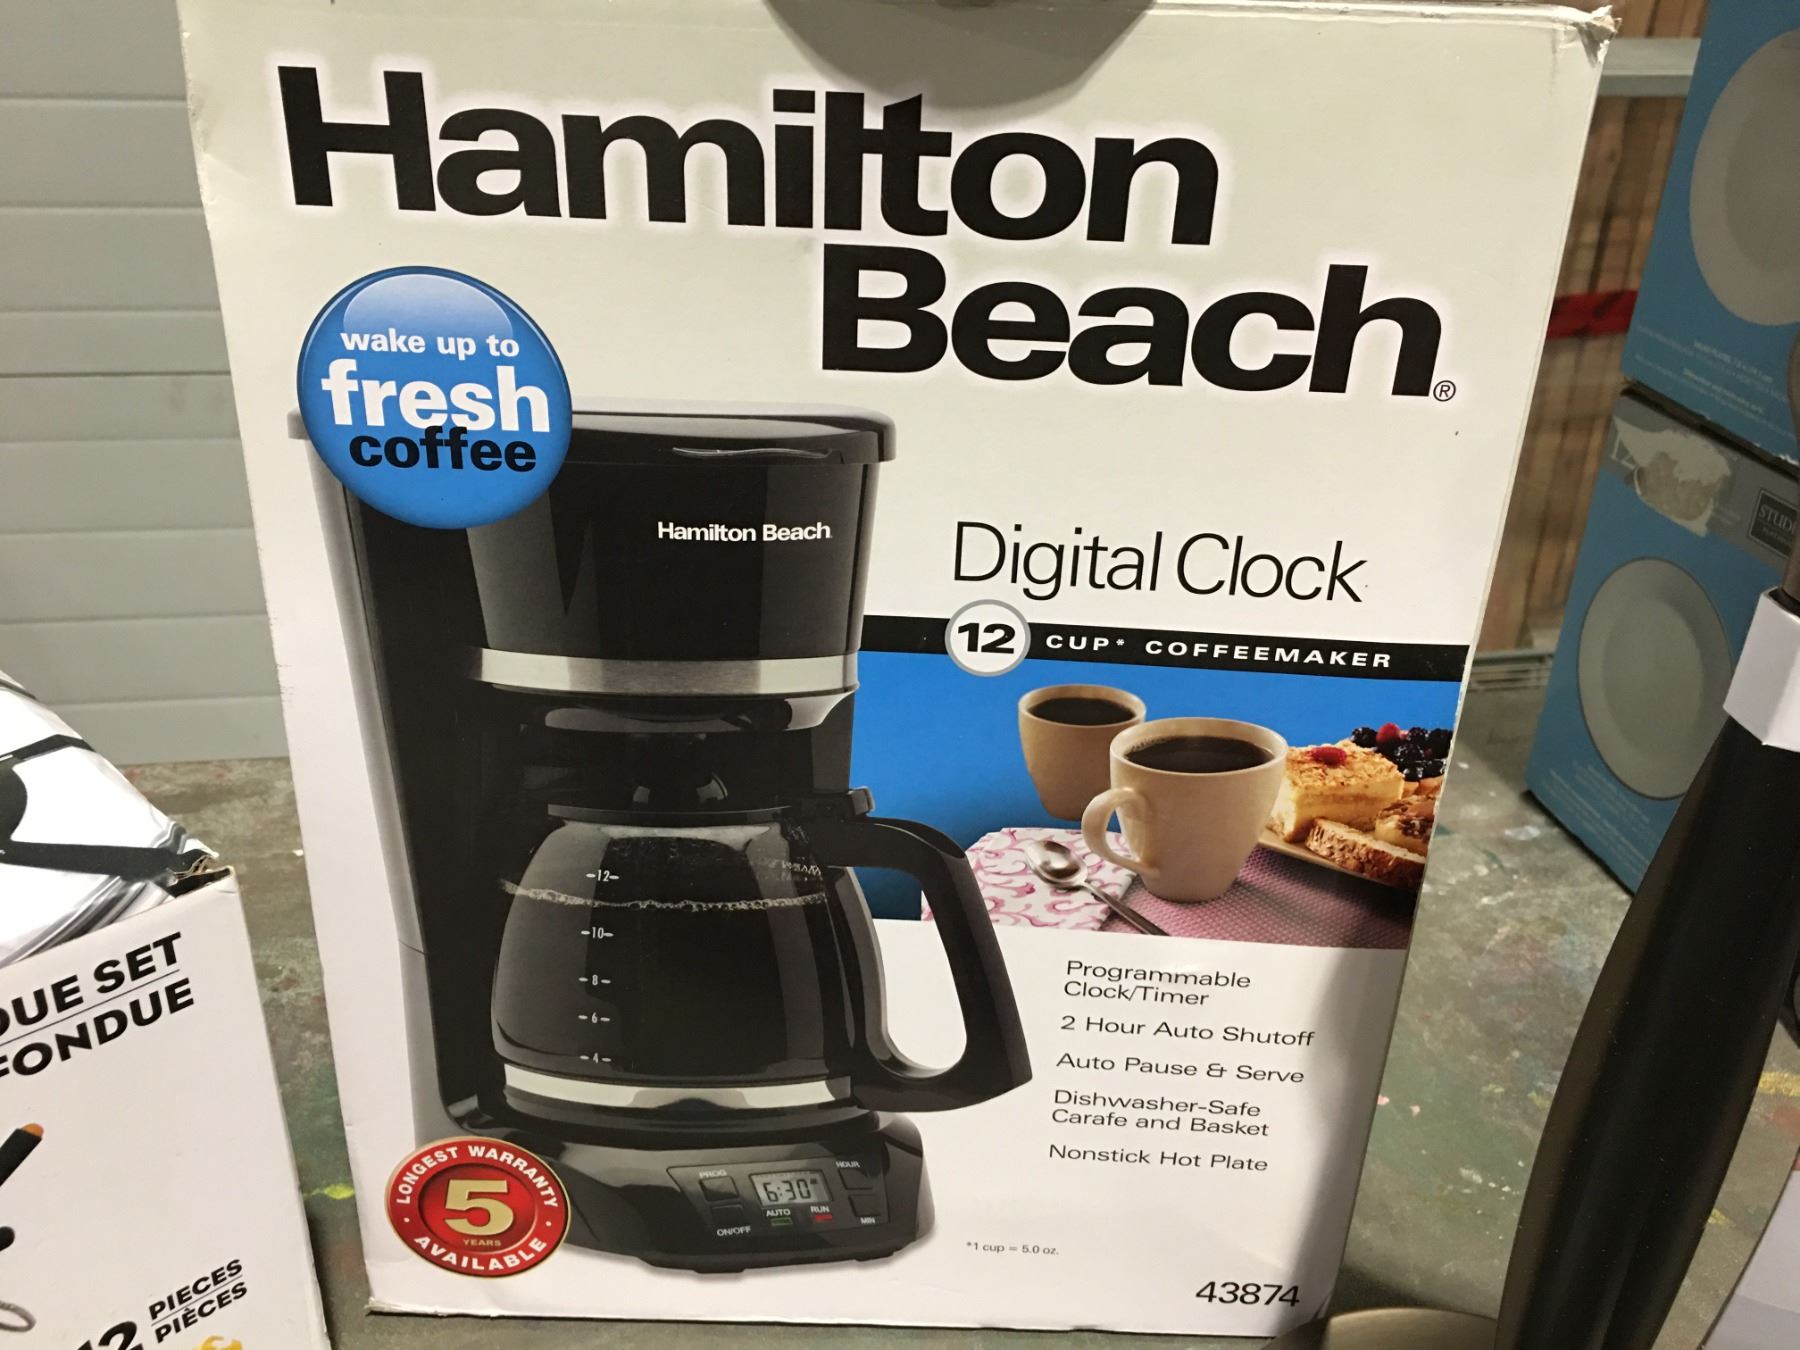 Hamilton
Beach®
wake up to
fresh
coffee
Hamilton Beach
Digital Clock
12 CUP* COFFEEMAKER
-12-
-10-
-8-
-6-
-4-
Programmable
Clock/Timer
2 Hour Auto Shutoff
Auto Pause & Serve
Dishwasher-Safe
Carafe and Basket
Nonstick Hot Plate
LONGEST WARRANTY
5
YEARS
AVAILABLE
PROG
HOUR
6:30
AUTO
RUN
ON/OFF
MIN
*1 cup = 5.0 oz.
43874
UE SET
FONDUE
12 PIECES
PIÈCES
STUD